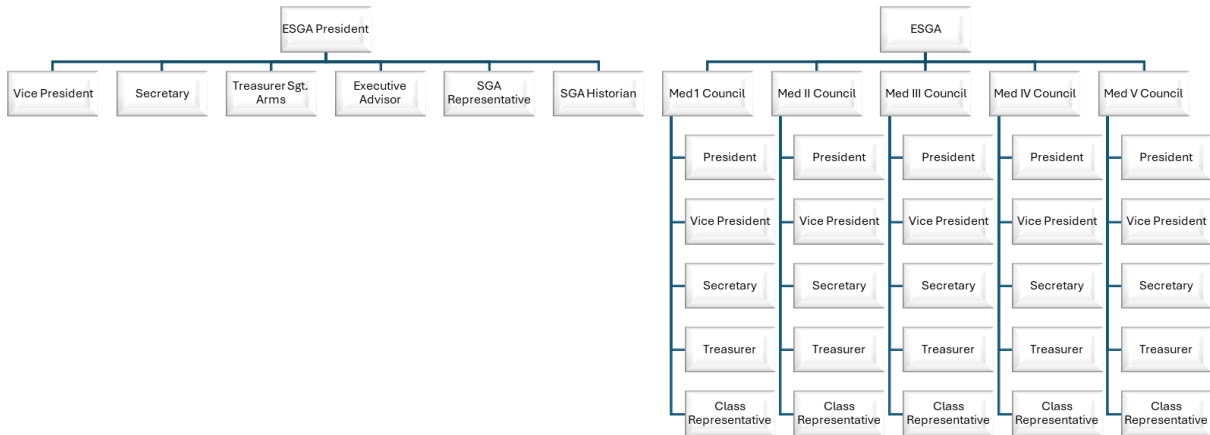 ESGA President
Vice President
Secretary
Treasurer Sgt.
Arms
Executive
Advisor
SGA
Representative
SGA Historian
ESGA
Med 1 Council
Med II Council
Med III Council
Med IV Council
Med V Council
President
President
President
President
President
Vice President
Vice President
Vice President
Vice President
Vice President
Secretary
Secretary
Secretary
Secretary
Secretary
Treasurer
Treasurer
Treasurer
Treasurer
Treasurer
Class
Representative
Class
Representative
Class
Representative
Class
Representative
Class
Representative